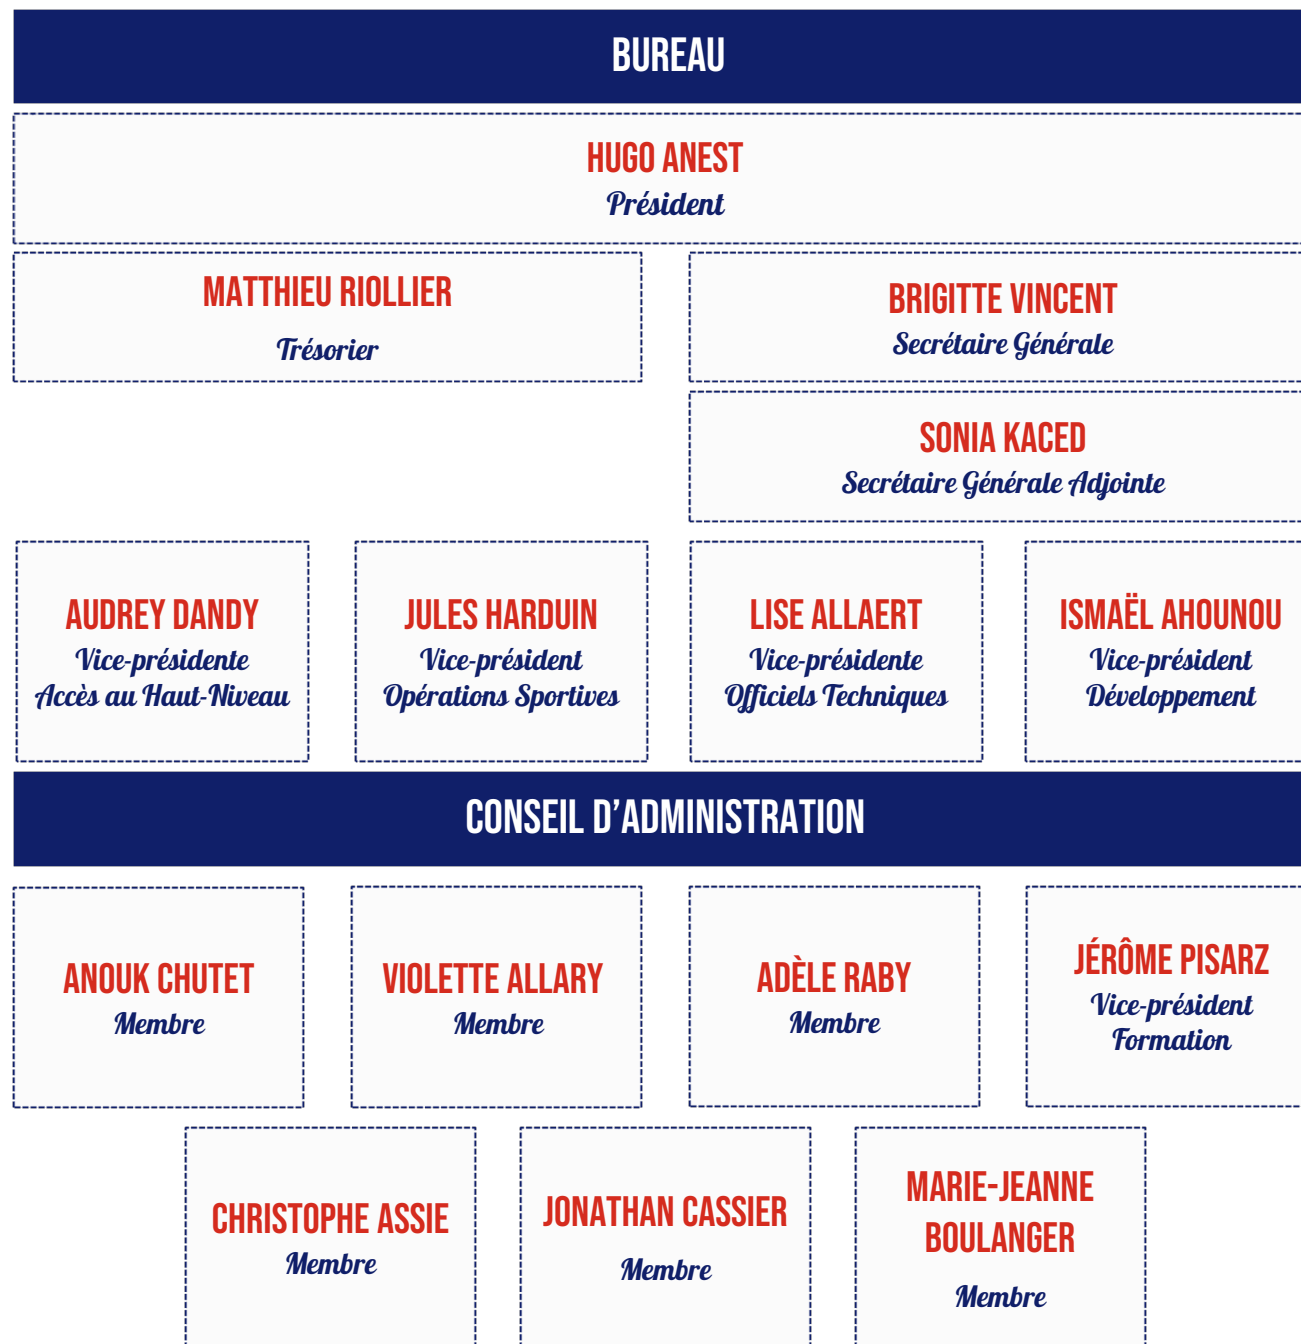 BUREAU
HUGO ANEST
Président
MATTHIEU RIOLLIER
Trésorier
BRIGITTE VINCENT
Secrétaire Générale
SONIA KACED
Secrétaire Générale Adjointe
AUDREY DANDY
Vice-présidente
Accès au Haut-Niveau
JULES HARDUIN
Vice-président
Opérations Sportives
LISE ALLAERT
Vice-présidente
Officiels Techniques
ISMAËL AHOUNOU
Vice-président
Développement
CONSEIL D'ADMINISTRATION
ANOUK CHUTET
Membre
VIOLETTE ALLARY
Membre
ADÈLE RABY
Membre
JÉRÔME PISARZ
Vice-président
Formation
CHRISTOPHE ASSIE
Membre
JONATHAN CASSIER
Membre
MARIE-JEANNE
BOULANGER
Membre